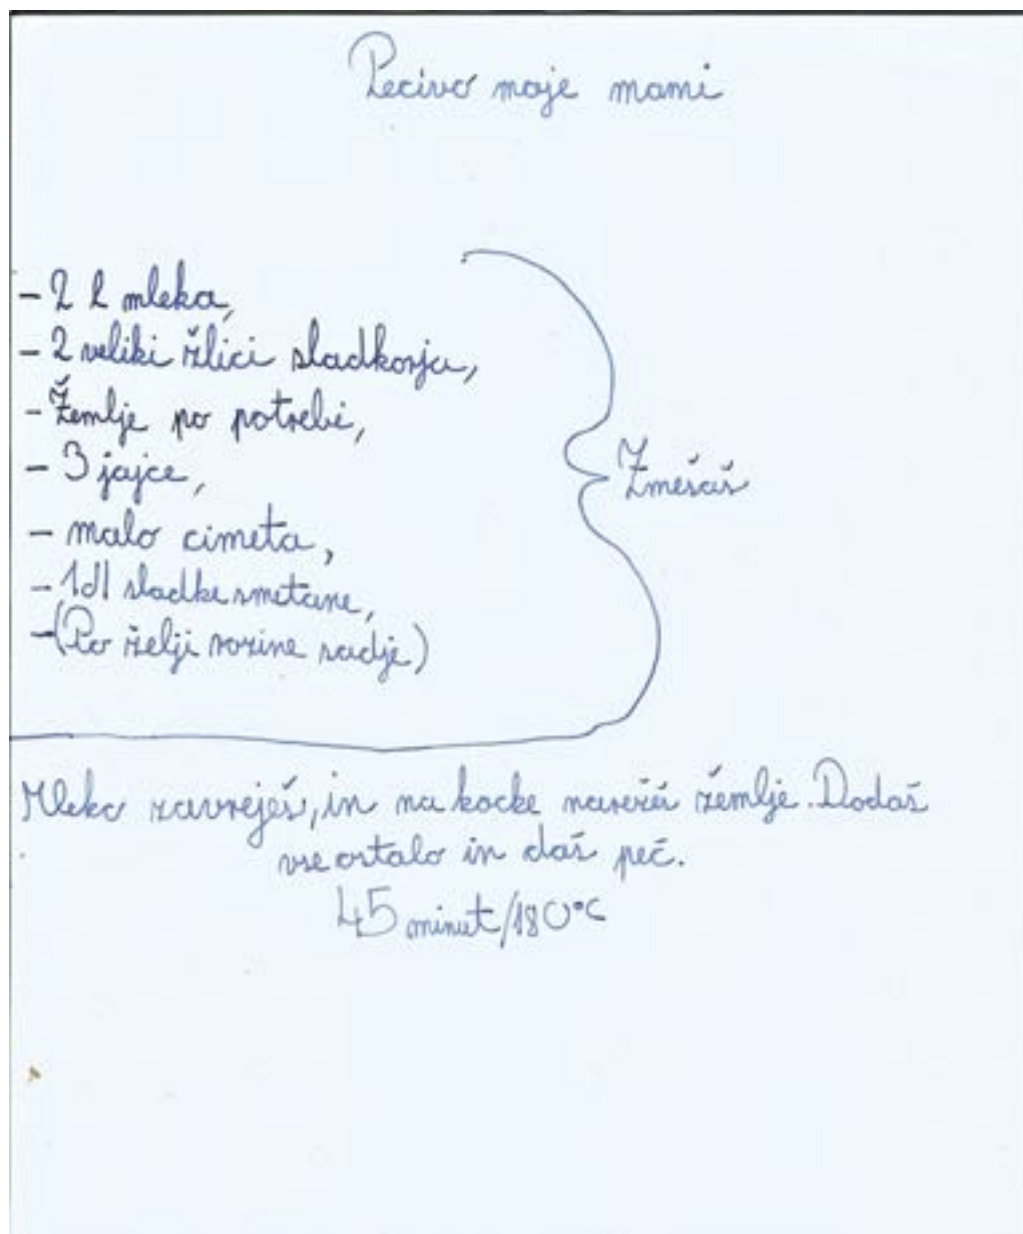 Pecivo moje mami
- 2 l mleka,
- 2 veliki žlici sladkorja,
- Žemlje po potrebi,
- 3 jajce,
- malo cimeta,
- 1dl sladke smetane,
- (Po želji rozine sadje)
Zmešaš
Mleko zavreješ, in na kocke narežeš žemlje. Dodaš
vse ostalo in daš peč.
45 minut/180°C